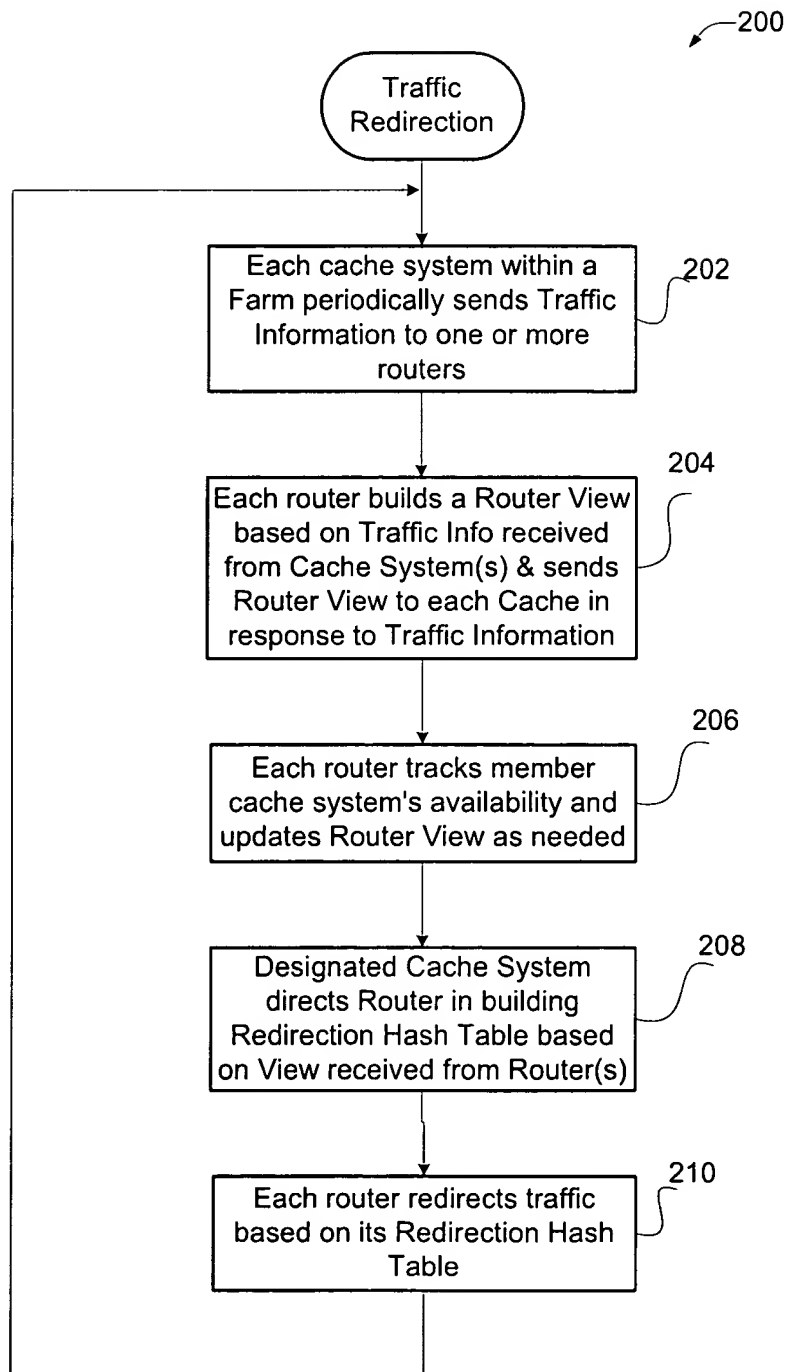 200
Traffic
Redirection
Each cache system within a
Farm periodically sends Traffic
Information to one or more
routers
202
Each router builds a Router View
based on Traffic Info received
from Cache System(s) & sends
Router View to each Cache in
response to Traffic Information
204
Each router tracks member
cache system's availability and
updates Router View as needed
206
Designated Cache System
directs Router in building
Redirection Hash Table based
on View received from Router(s)
208
Each router redirects traffic
based on its Redirection Hash
Table
210